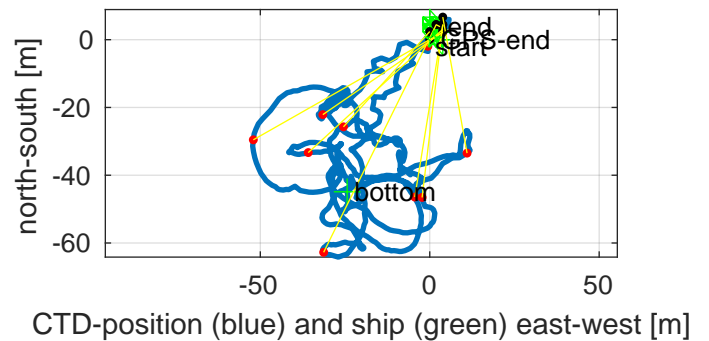 end
GPS-end
start
bottom
0
-20
-40
-60
north-south [m]
-50
0
50
CTD-position (blue) and ship (green) east-west [m]